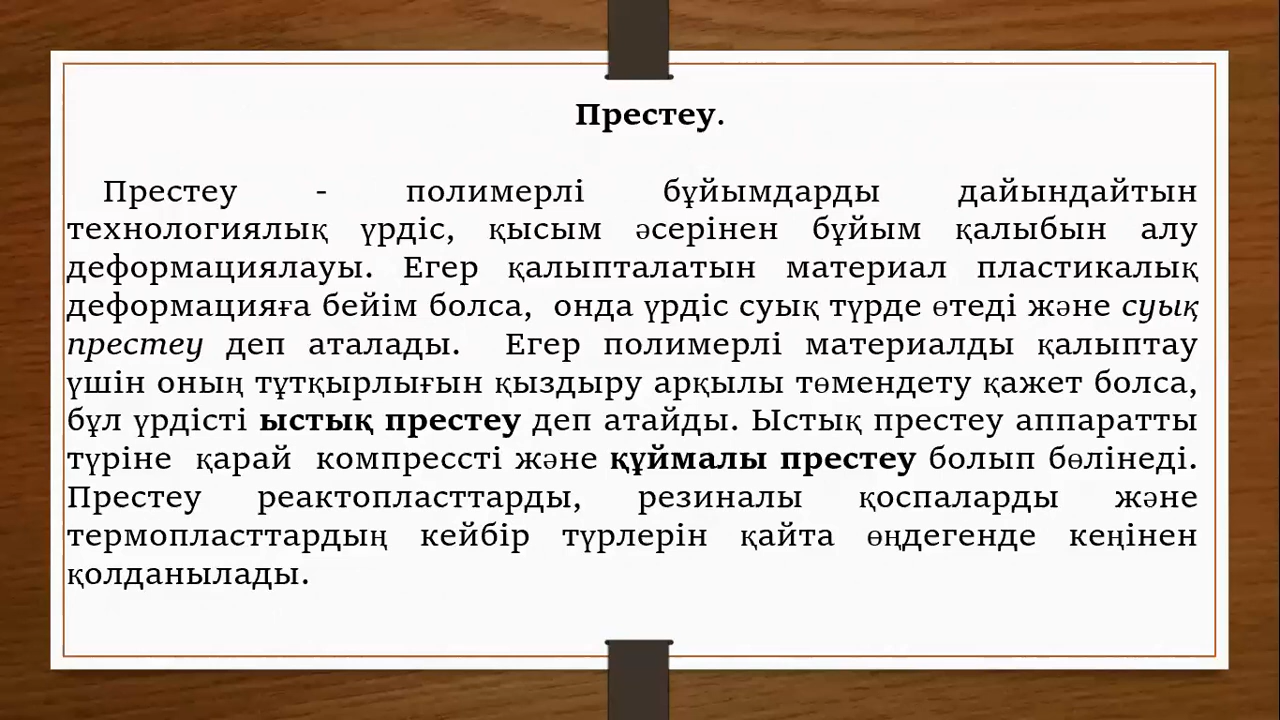 Престеу.
Престеу - полимерлі бұйымдарды дайындайтын
технологиялық үрдіс, қысым әсерінен бұйым қалыбын алу
деформациялауы. Егер қалыпталатын материал пластикалық
деформацияға бейім болса, онда үрдіс суық түрде өтеді және суық
престеу деп аталады. Егер полимерлі материалды қалыптау
үшін оның тұтқырлығын қыздыру арқылы төмендету қажет болса,
бұл үрдісті ыстық престеу деп атайды. Ыстық престеу аппаратты
түріне қарай компрессті және құймалы престеу болып бөлінеді.
Престеу реактопласттарды, резиналы қоспаларды және
термопласттардың кейбір түрлерін қайта өңдегенде кеңінен
қолданылады.